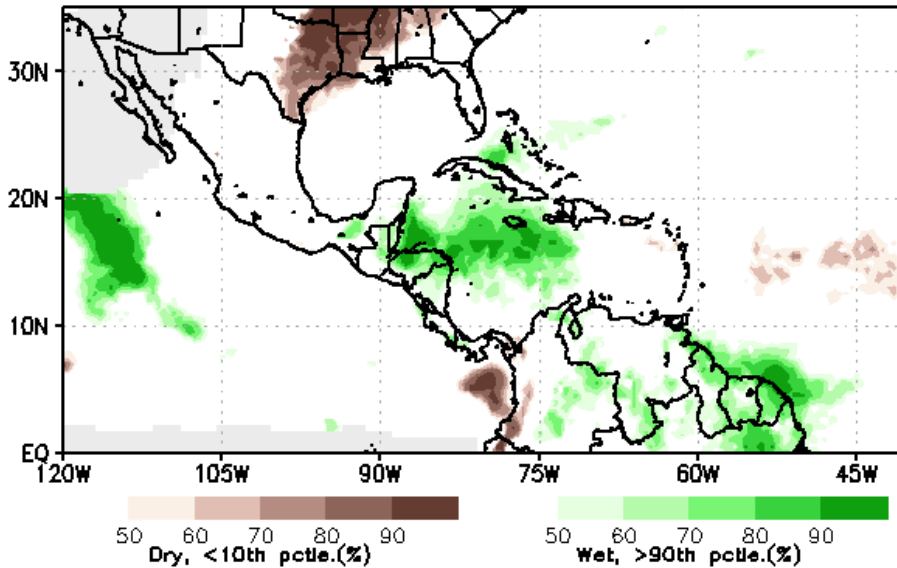 30N
20N
10N
EQ
120W 105W 90W 75W 60W 45W
50 60 70 80 90 50 60 70 80 90
Dry, <10th pctle.(%) Wet, >90th pctle.(%)